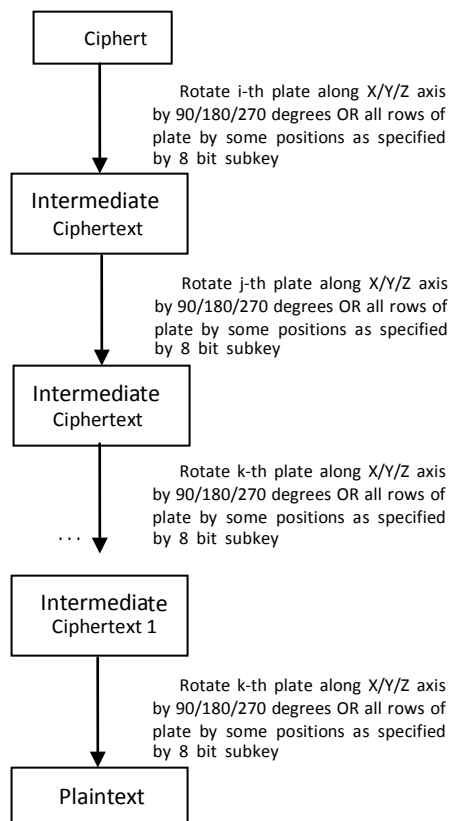 Ciphert
Rotate i-th plate along X/Y/Z axis
by 90/180/270 degrees OR all rows of
plate by some positions as specified
by 8 bit subkey
Intermediate
Ciphertext
Rotate j-th plate along X/Y/Z axis
by 90/180/270 degrees OR all rows of
plate by some positions as specified
by 8 bit subkey
Intermediate
Ciphertext
Rotate k-th plate along X/Y/Z axis
by 90/180/270 degrees OR all rows of
plate by some positions as specified
by 8 bit subkey
...
Intermediate
Ciphertext 1
Rotate k-th plate along X/Y/Z axis
by 90/180/270 degrees OR all rows of
plate by some positions as specified
by 8 bit subkey
Plaintext